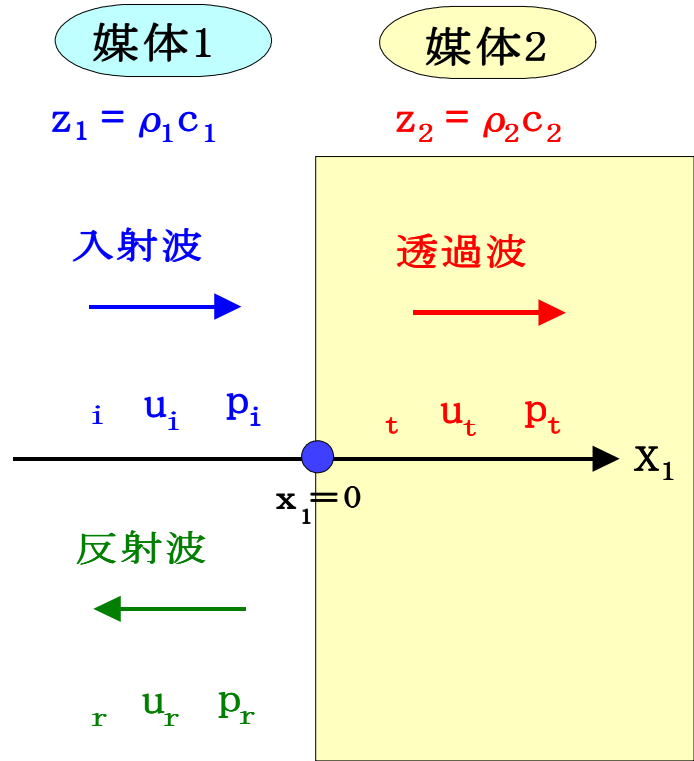 媒体1
媒体2
z₁ = ρ₁c₁
z₂ = ρ₂c₂
入射波
透過波
i uᵢ pᵢ
t uₜ pₜ
x₁
x₁=0
反射波
r uᵣ pᵣ